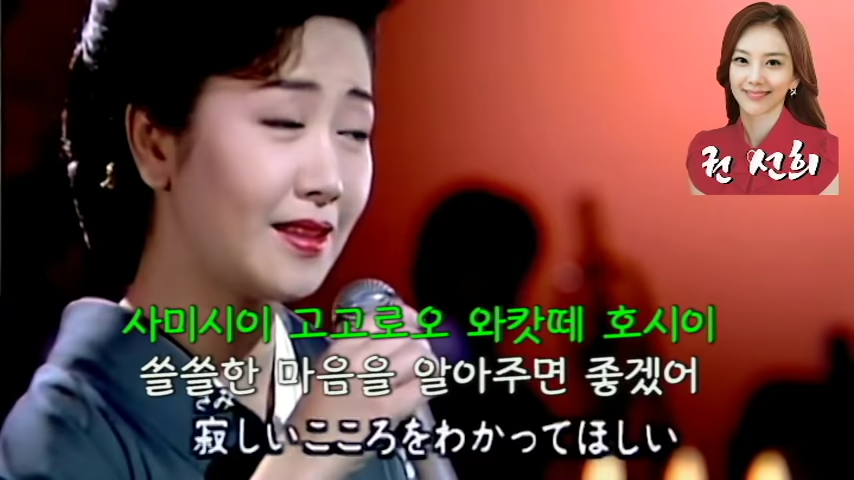 권 선희
사미시이 고고로오 와캇떼 호시이
쓸쓸한 마음을 알아주면 좋겠어
さみ
寂しいこころをわかってほしい